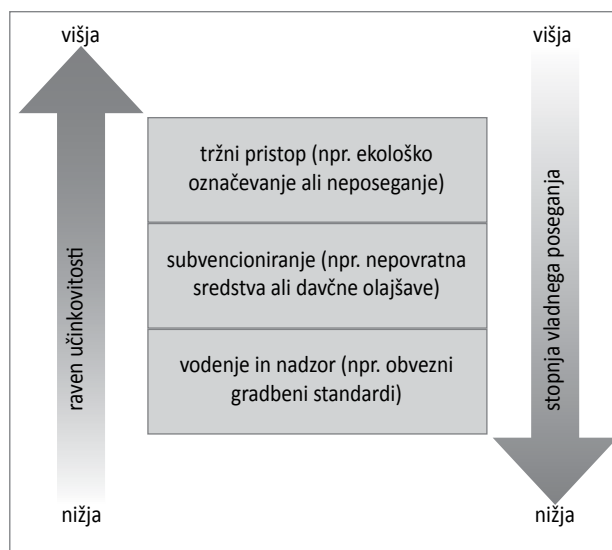 višja
višja
tržni pristop (npr. ekološko
označevanje ali neposeganje)
subvencioniranje (npr. nepovratna
sredstva ali davčne olajšave)
vodenje in nadzor (npr. obvezni
gradbeni standardi)
raven učinkovitosti
stopnja vladnega poseganja
nižja
nižja